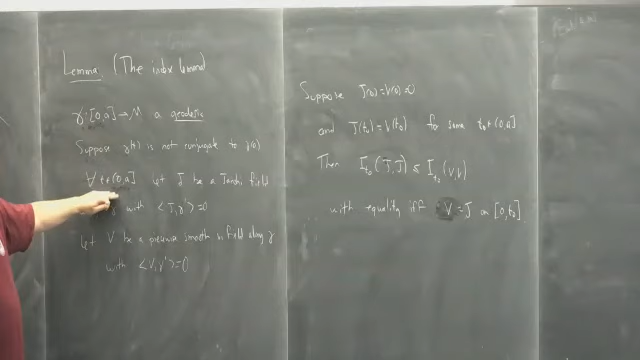 Lemma (The index lemma)
γ: [0,a] → M a geodesic
Suppose γ(t) is not conjugate to γ(0)
∀ t ∈ (0,a] Let J be a Jacobi field
with <J,γ'>=0
Let V be a piecewise smooth v. field along γ
with <V,γ'>=0
Suppose J(0)=V(0)=0
and J(t₀)=V(t₀) for some t₀ ∈ (0,a]
Then I_{t₀}(J,J) ≤ I_{t₀}(V,V)
with equality iff V = J on [0,t₀]